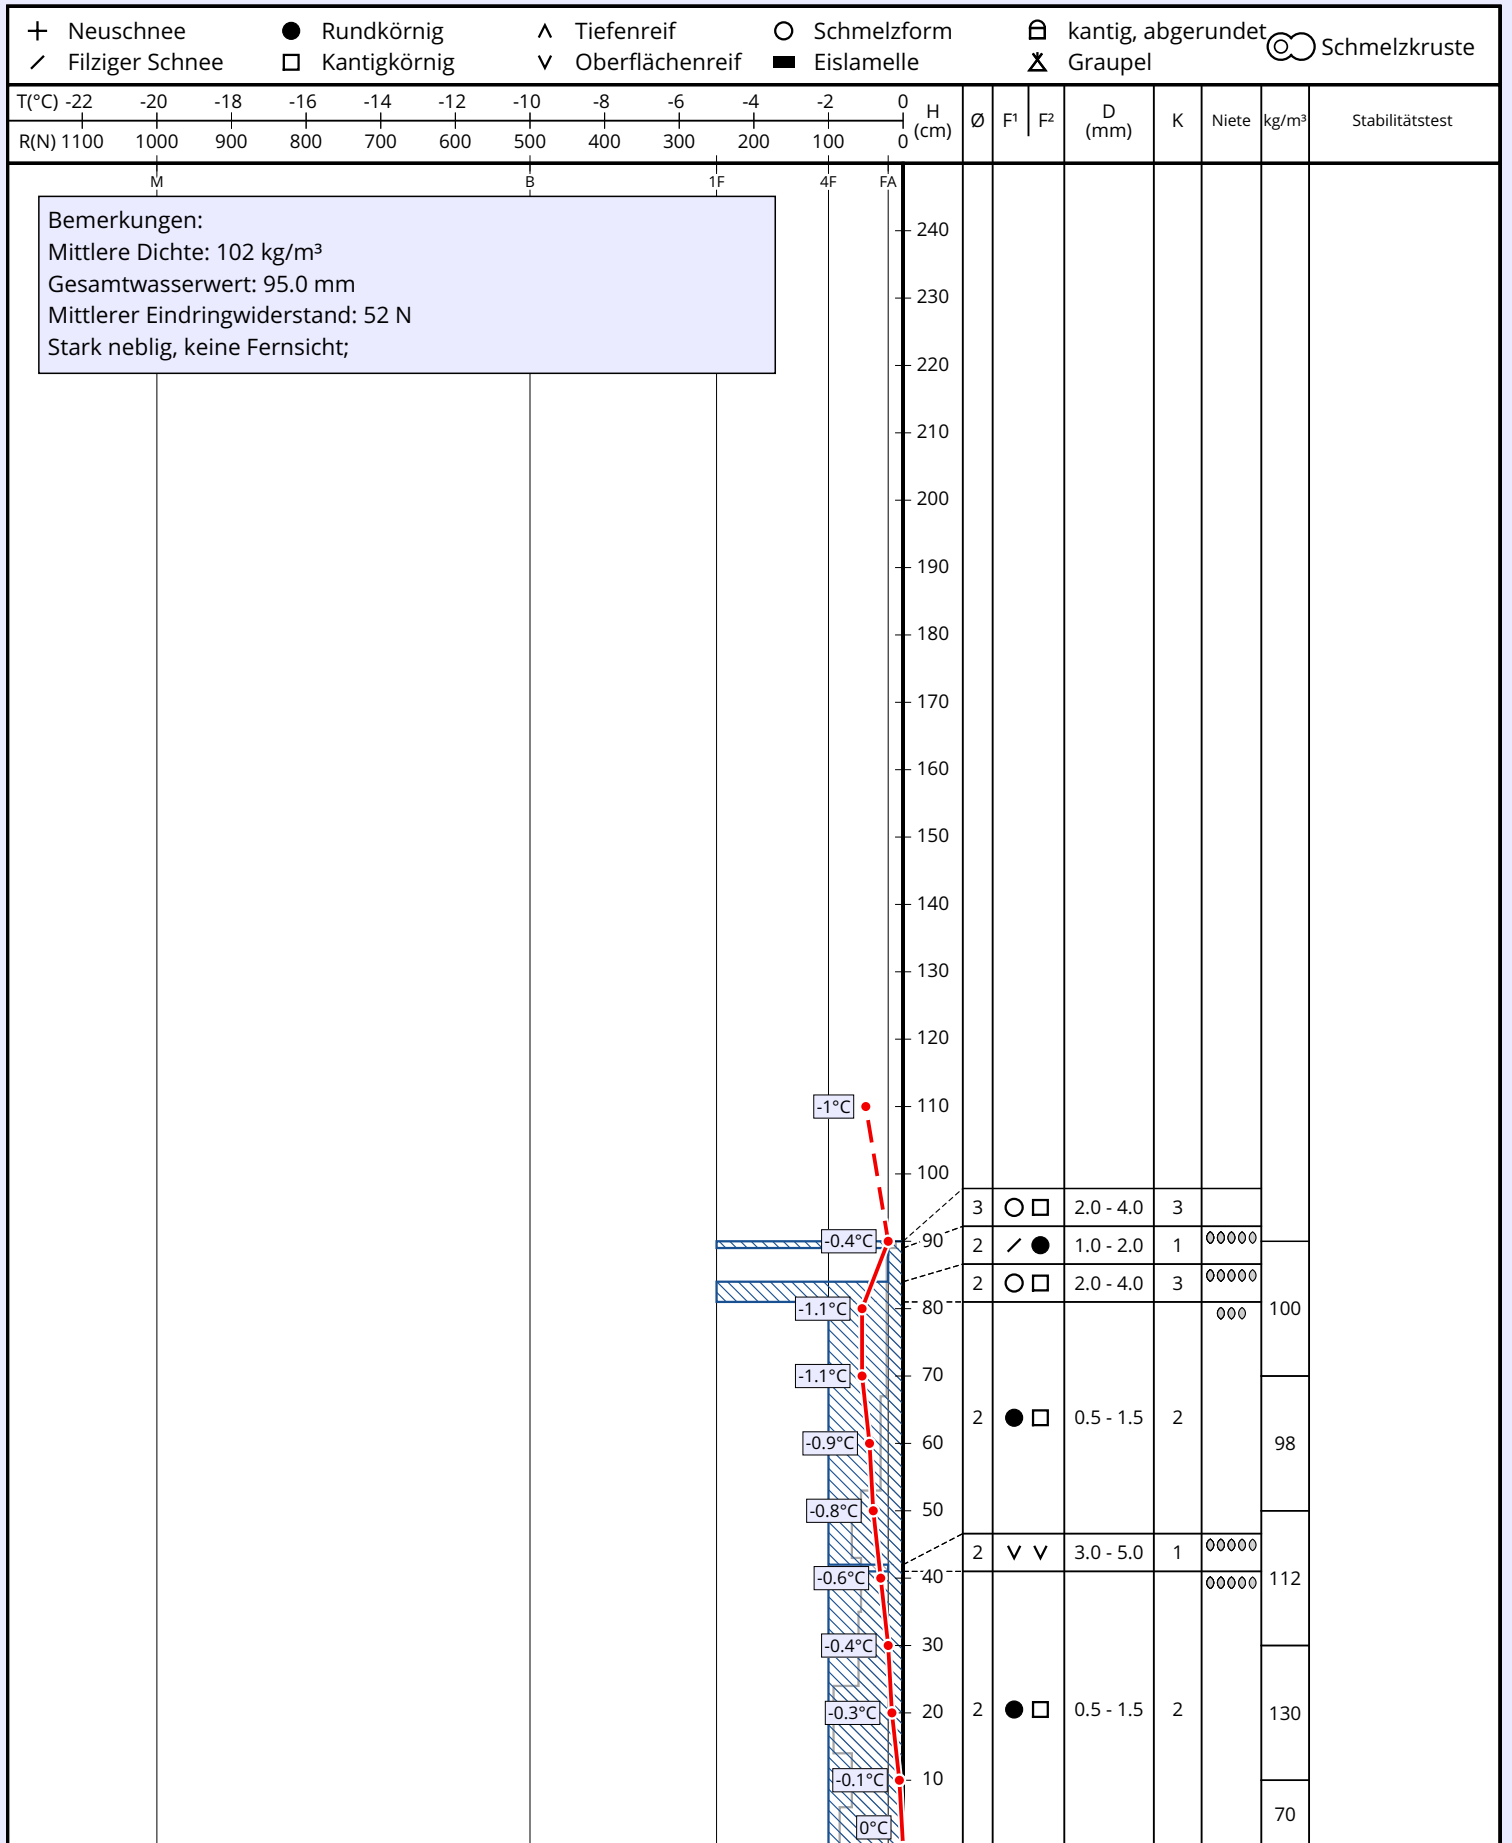 Neuschnee Rundkörnig Tiefenreif Schmelzform kantig, abgerundet Schmelzkruste
Filziger Schnee Kantigkörnig Oberflächenreif Eislamelle Graupel
T(°C) -22 -20 -18 -16 -14 -12 -10 -8 -6 -4 -2 0
R(N) 1100 1000 900 800 700 600 500 400 300 200 100 0
H (cm) Ø F¹ F² D (mm) K Niete kg/m³ Stabilitätstest
M B 1F 4F FA
Bemerkungen:
Mittlere Dichte: 102 kg/m³
Gesamtwasserwert: 95.0 mm
Mittlerer Eindringwiderstand: 52 N
Stark neblig, keine Fernsicht;
240
230
220
210
200
190
180
170
160
150
140
130
120
-1°C 110
100
3 2.0 - 4.0 3
-0.4°C 90
2 1.0 - 2.0 1
2 2.0 - 4.0 3
-1.1°C 80 100
-1.1°C 70
2 0.5 - 1.5 2
-0.9°C 60 98
-0.8°C 50
2 3.0 - 5.0 1
-0.6°C 40 112
-0.4°C 30
2 0.5 - 1.5 2
-0.3°C 20 130
-0.1°C 10
70
0°C